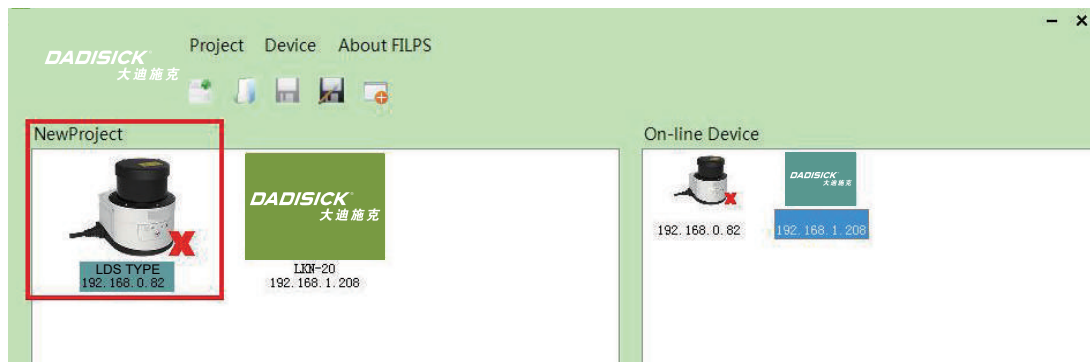 Project Device About FILPS
DADISICK
大迪施克
NewProject
On-line Device
DADISICK
大迪施克
LDS TYPE
192.168.0.82
LKN-20
192.168.1.208
DADISICK
大迪施克
192.168.0.82
192.168.1.208